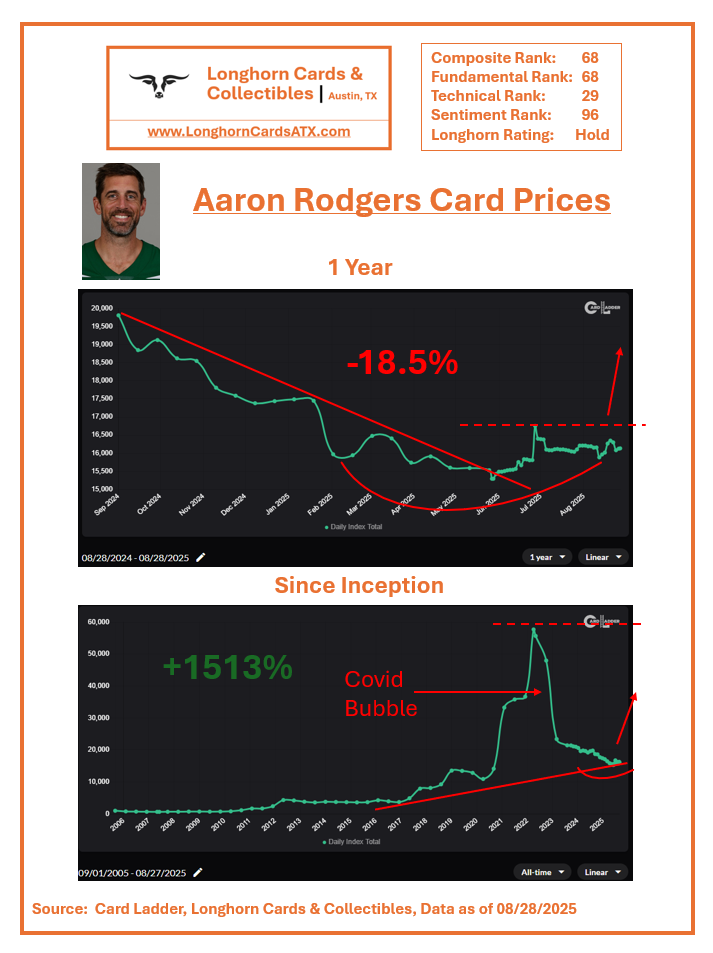 Longhorn Cards &
Collectibles | Austin, TX
www.LonghornCardsATX.com
Composite Rank: 68
Fundamental Rank: 68
Technical Rank: 29
Sentiment Rank: 96
Longhorn Rating: Hold
Aaron Rodgers Card Prices
1 Year
CARD LADDER
20,000
19,500
19,000
18,500
18,000
17,500
17,000
16,500
16,000
15,500
15,000
-18.5%
Sep 2024 Oct 2024 Nov 2024 Dec 2024 Jan 2025 Feb 2025 Mar 2025 Apr 2025 May 2025 Jun 2025 Jul 2025 Aug 2025
Daily Index Total
08/28/2024 - 08/28/2025 1 year Linear
Since Inception
CARD LADDER
60,000
50,000
40,000
30,000
20,000
10,000
0
+1513%
Covid
Bubble
2006 2007 2008 2009 2010 2011 2012 2013 2014 2015 2016 2017 2018 2019 2020 2021 2022 2023 2024 2025
Daily Index Total
09/01/2005 - 08/27/2025 All-time Linear
Source: Card Ladder, Longhorn Cards & Collectibles, Data as of 08/28/2025